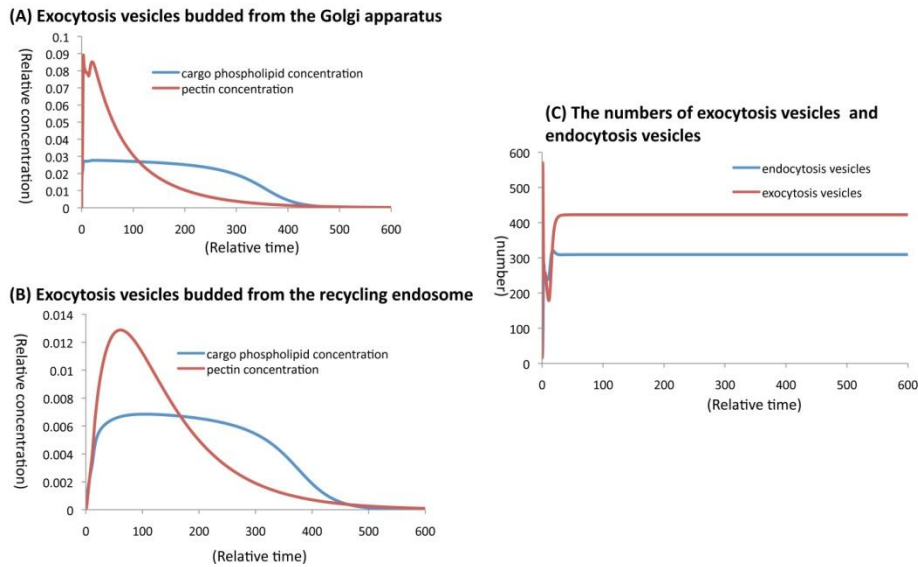 (A) Exocytosis vesicles budded from the Golgi apparatus
(Relative concentration)
0.1
0.09
0.08
0.07
0.06
0.05
0.04
0.03
0.02
0.01
0
cargo phospholipid concentration
pectin concentration
0 100 200 300 400 500 600
(Relative time)
(B) Exocytosis vesicles budded from the recycling endosome
(Relative concentration)
0.014
0.012
0.01
0.008
0.006
0.004
0.002
0
cargo phospholipid concentration
pectin concentration
0 100 200 300 400 500 600
(Relative time)
(C) The numbers of exocytosis vesicles and
endocytosis vesicles
(number)
600
500
400
300
200
100
0
endocytosis vesicles
exocytosis vesicles
0 100 200 300 400 500 600
(Relative time)